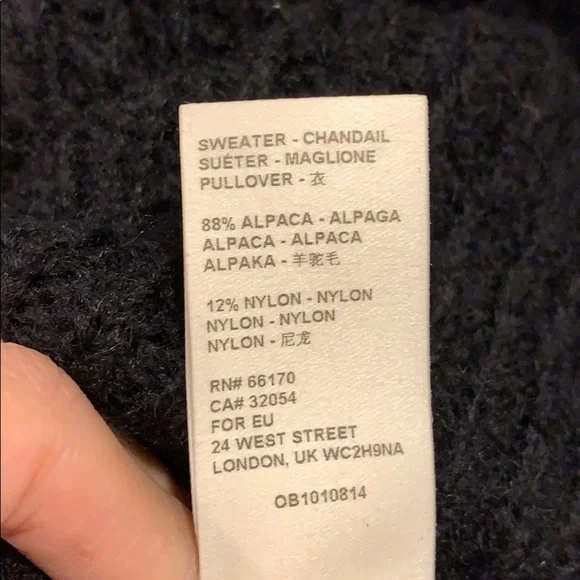 SWEATER - CHANDAIL
SUÉTER - MAGLIONE
PULLOVER - 衣
88% ALPACA - ALPAGA
ALPACA - ALPACA
ALPAKA - 羊驼毛
12% NYLON - NYLON
NYLON - NYLON
NYLON - 尼龙
RN# 66170
CA# 32054
FOR EU
24 WEST STREET
LONDON, UK WC2H9NA
OB1010814